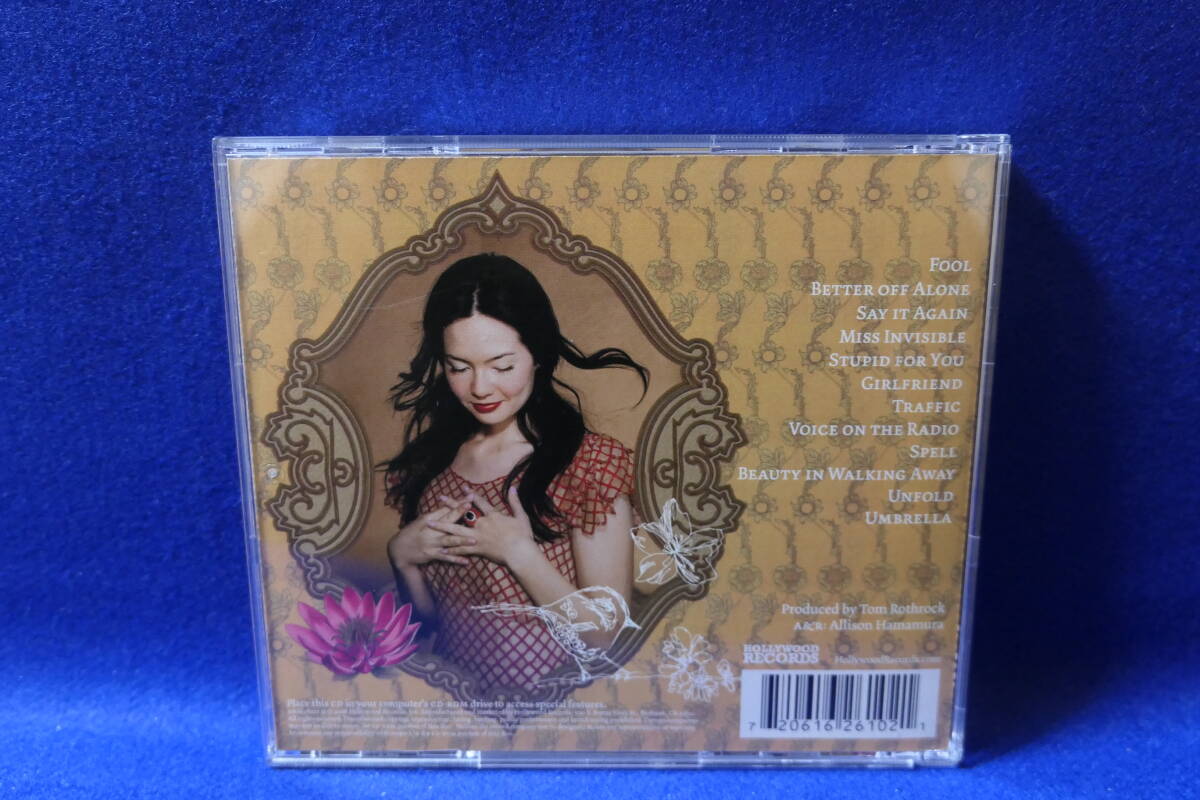 Fool
Better off Alone
Say it Again
Miss Invisible
Stupid for You
Girlfriend
Traffic
Voice on the Radio
Spell
Beauty in Walking Away
Unfold
Umbrella
Produced by Tom Rothrock
A&R: Allison Hamamura
HOLLYWOOD
RECORDS
HollywoodRecords.com
Place this CD in your computer's CD-ROM drive to access special features.
7 20616 26102 1